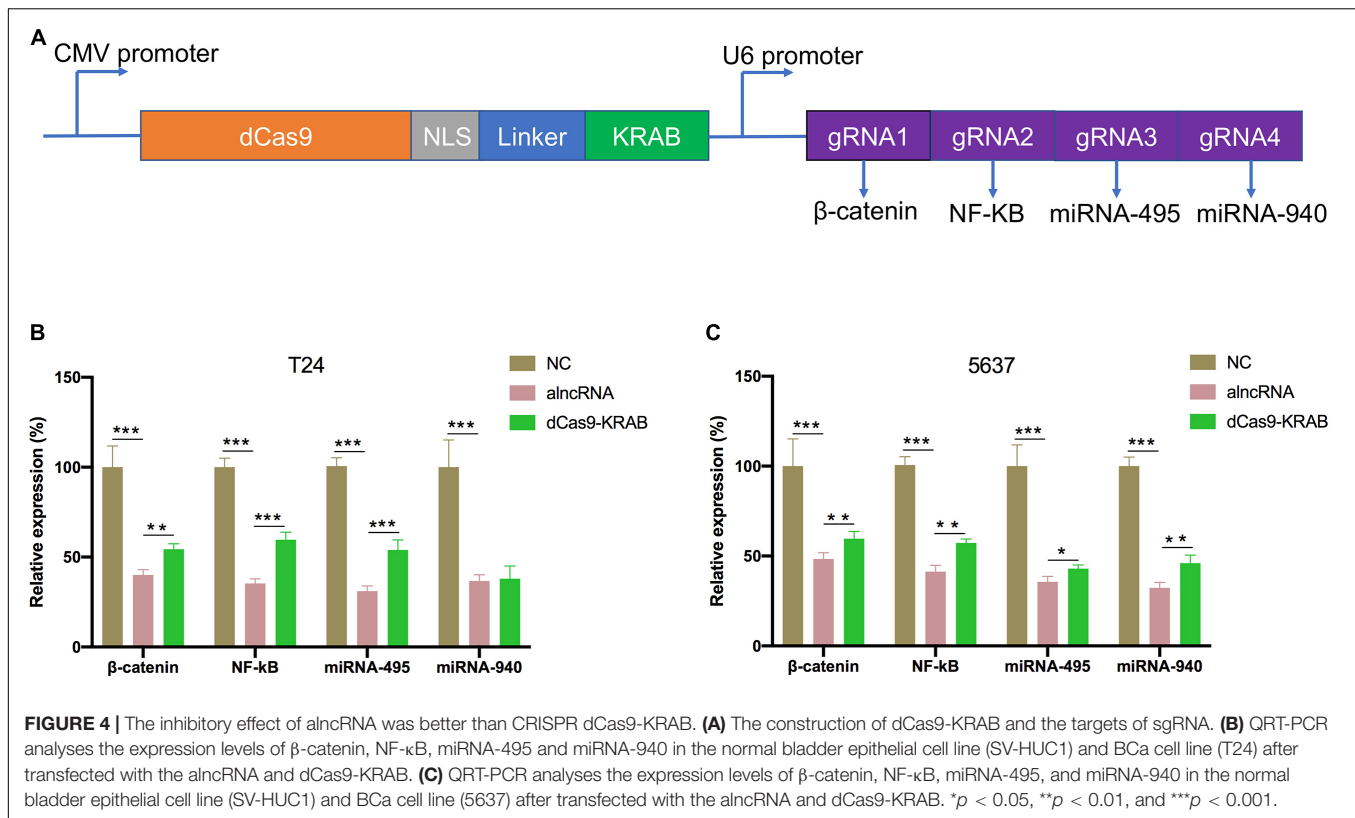 A
CMV promoter
U6 promoter
dCas9 NLS Linker KRAB gRNA1 gRNA2 gRNA3 gRNA4
β-catenin NF-KB miRNA-495 miRNA-940
B
T24
NC
alncRNA
dCas9-KRAB
Relative expression (%)
150
100
50
0
*** *** *** ***
** *** ***
β-catenin NF-kB miRNA-495 miRNA-940
C
5637
NC
alncRNA
dCas9-KRAB
Relative expression (%)
150
100
50
0
*** *** *** ***
** ** * **
β-catenin NF-kB miRNA-495 miRNA-940
FIGURE 4 | The inhibitory effect of alncRNA was better than CRISPR dCas9-KRAB. (A) The construction of dCas9-KRAB and the targets of sgRNA. (B) QRT-PCR
analyses the expression levels of β-catenin, NF-κB, miRNA-495 and miRNA-940 in the normal bladder epithelial cell line (SV-HUC1) and BCa cell line (T24) after
transfected with the alncRNA and dCas9-KRAB. (C) QRT-PCR analyses the expression levels of β-catenin, NF-κB, miRNA-495, and miRNA-940 in the normal
bladder epithelial cell line (SV-HUC1) and BCa cell line (5637) after transfected with the alncRNA and dCas9-KRAB. *p < 0.05, **p < 0.01, and ***p < 0.001.